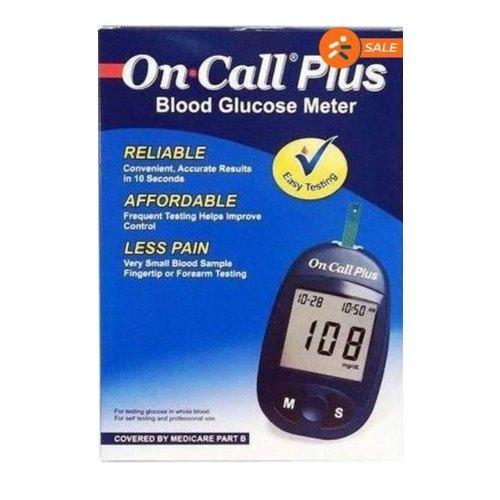 SALE
On Call® Plus
Blood Glucose Meter
RELIABLE
Convenient, Accurate Results
in 10 Seconds
Easy Testing
AFFORDABLE
Frequent Testing Helps Improve
Control
LESS PAIN
Very Small Blood Sample
Fingertip or Forearm Testing
On Call Plus
10-28 10:50 AM
108
mg/dL
M S
For testing glucose in whole blood.
For self testing and professional use.
COVERED BY MEDICARE PART B